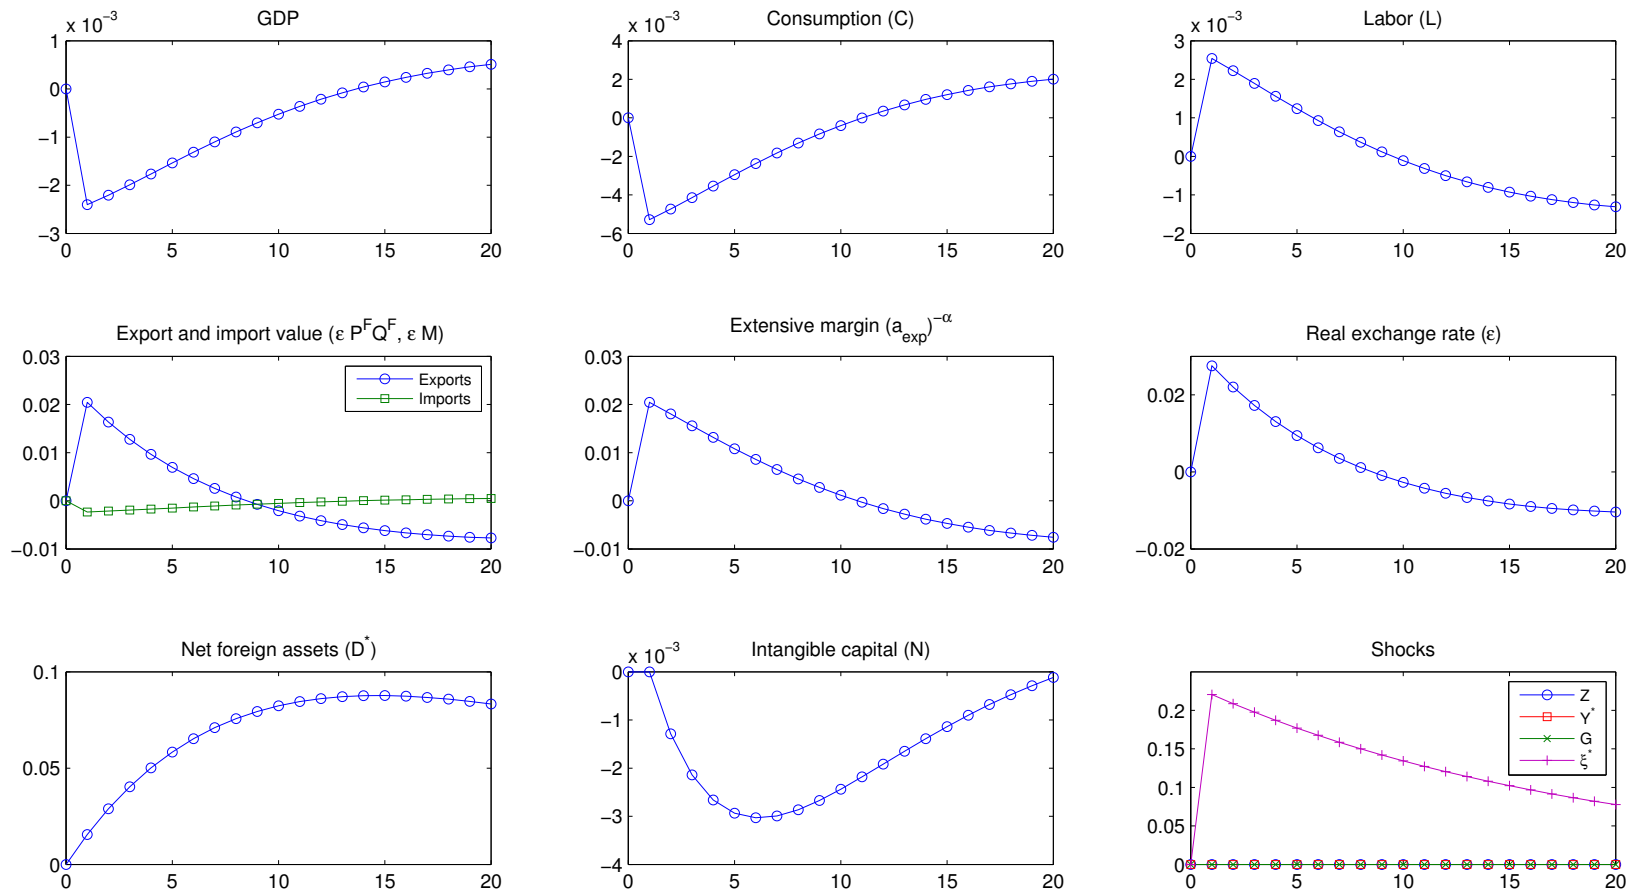 GDP
x 10⁻³
1
0
−1
−2
−3
0 5 10 15 20
Consumption (C)
x 10⁻³
4
2
0
−2
−4
−6
0 5 10 15 20
Labor (L)
x 10⁻³
3
2
1
0
−1
−2
0 5 10 15 20
Export and import value (ε P^F Q^F, ε M)
0.03
0.02
0.01
0
−0.01
0 5 10 15 20
Exports
Imports
Extensive margin (a_exp)^−α
0.03
0.02
0.01
0
−0.01
0 5 10 15 20
Real exchange rate (ε)
0.02
0
−0.02
0 5 10 15 20
Net foreign assets (D*)
0.1
0.05
0
0 5 10 15 20
Intangible capital (N)
x 10⁻³
0
−1
−2
−3
−4
0 5 10 15 20
Shocks
0.2
0.15
0.1
0.05
0
0 5 10 15 20
Z
Y*
G
ξ*